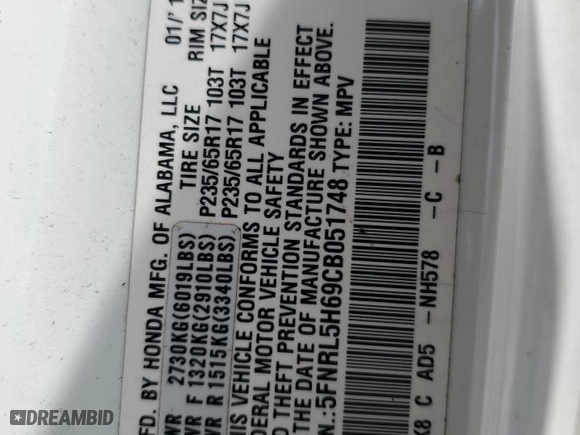 FD. BY HONDA MFG. OF ALABAMA, LLC 01/1
TIRE SIZE RIM SIZ
WR 2730KG(6019LBS)
WR F 1320KG(2910LBS) P235/65R17 103T 17X7J
WR R 1515KG(3340LBS) P235/65R17 103T 17X7J
IS VEHICLE CONFORMS TO ALL APPLICABLE
DERAL MOTOR VEHICLE SAFETY
D THEFT PREVENTION STANDARDS IN EFFECT
THE DATE OF MANUFACTURE SHOWN ABOVE.
N.:5FNRL5H69CB051748 TYPE: MPV
K8 C AD5 -NH578 -C -B
DREAMBID